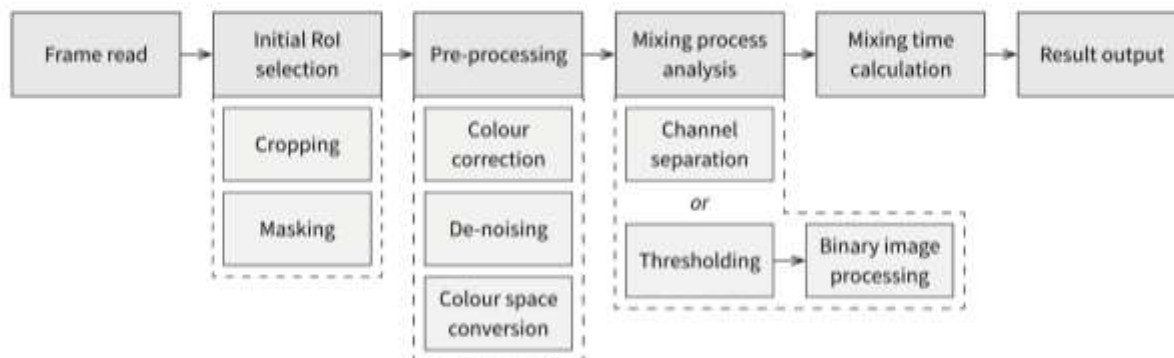 Frame read
Initial RoI
selection
Pre-processing
Mixing process
analysis
Mixing time
calculation
Result output
Cropping
Masking
Colour
correction
De-noising
Colour space
conversion
Channel
separation
or
Thresholding
Binary image
processing